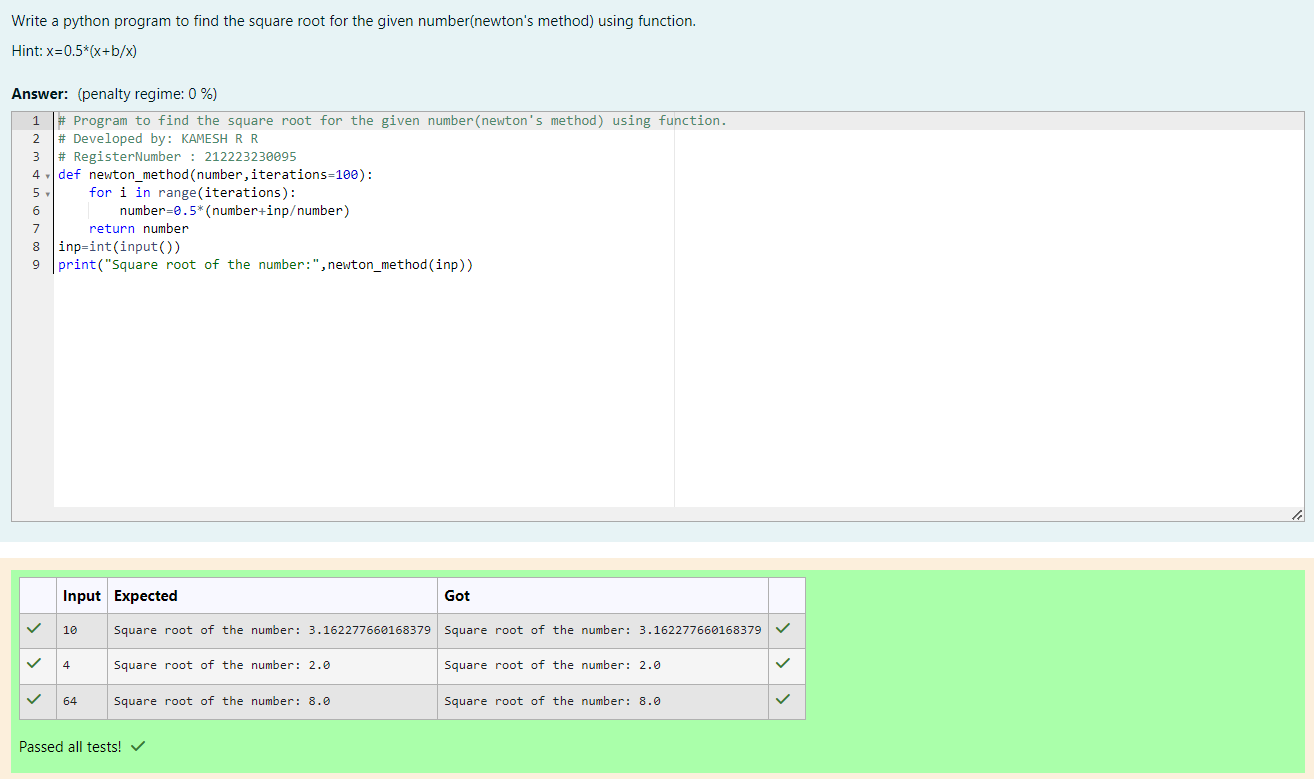 Write a python program to find the square root for the given number(newton's method) using function.
Hint: x=0.5*(x+b/x)
Answer: (penalty regime: 0 %)
1 # Program to find the square root for the given number(newton's method) using function.
2 # Developed by: KAMESH R R
3 # RegisterNumber : 212223230095
4 def newton_method(number,iterations=100):
5     for i in range(iterations):
6         number=0.5*(number+inp/number)
7     return number
8 inp=int(input())
9 print("Square root of the number:",newton_method(inp))
Input Expected Got
10 Square root of the number: 3.162277660168379 Square root of the number: 3.162277660168379
4 Square root of the number: 2.0 Square root of the number: 2.0
64 Square root of the number: 8.0 Square root of the number: 8.0
Passed all tests!